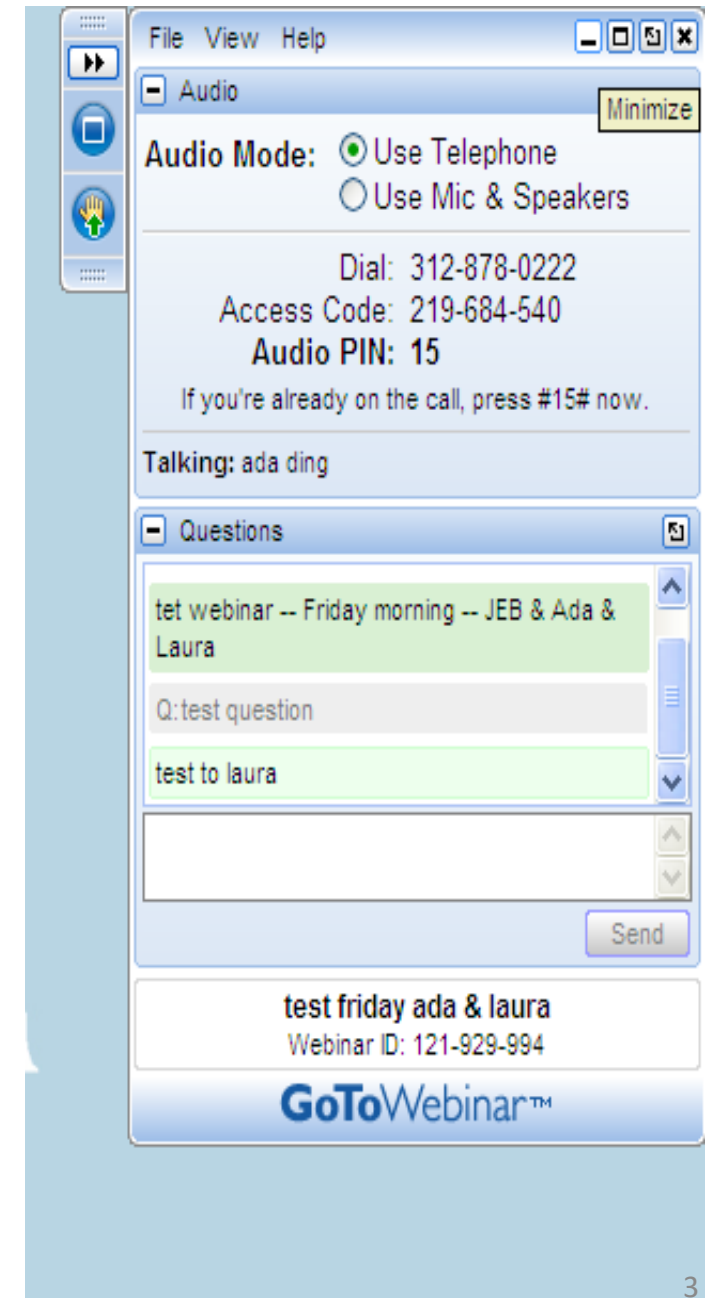 File View Help
Audio
Minimize
Audio Mode: Use Telephone
Use Mic & Speakers
Dial: 312-878-0222
Access Code: 219-684-540
Audio PIN: 15
If you're already on the call, press #15# now.
Talking: ada ding
Questions
tet webinar -- Friday morning -- JEB & Ada &
Laura
Q:test question
test to laura
Send
test friday ada & laura
Webinar ID: 121-929-994
GoToWebinar™
3